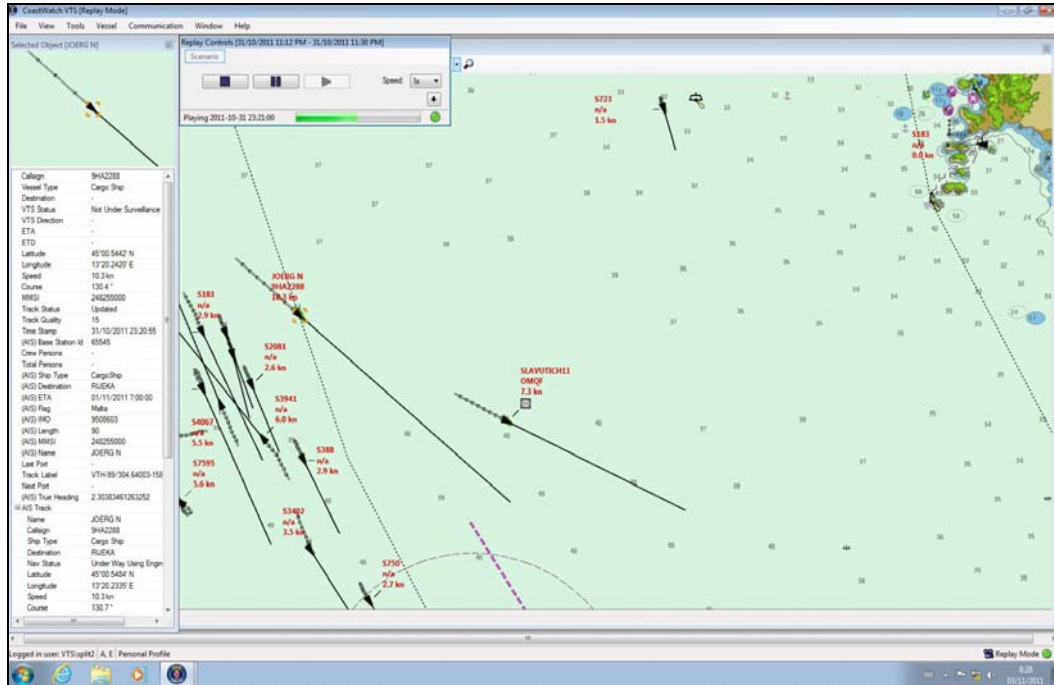 CoastWatch VTS [Replay Mode]
File View Tools Vessel Communication Window Help
Selected Object [JOERG N]
Replay Controls [31/10/2011 11:12 PM - 31/10/2011 11:30 PM]
Scenario
Speed: 1x
Playing 2011-10-31 23:21:00
Callsign 9HA2288
Vessel Type Cargo Ship
Destination -
VTS Status Not Under Surveillance
VTS Direction -
ETA -
ETD -
Latitude 45°00.5442' N
Longitude 13°20.2420' E
Speed 10.3 kn
Course 130.4 °
MMSI 248255000
Track Status Updated
Track Quality 15
Time Stamp 31/10/2011 23:20:55
(AIS) Base Station Id 65545
Crew Persons -
Total Persons -
(AIS) Ship Type CargoShip
(AIS) Destination RIJEKA
(AIS) ETA 01/11/2011 7:00:00
(AIS) Flag Malta
(AIS) IMO 9508603
(AIS) Length 90
(AIS) MMSI 248255000
(AIS) Name JOERG N
Last Port -
Track Label VTH-99/304.64003-158
Next Port -
(AIS) True Heading 2.30383461263252
AIS Track
Name JOERG N
Callsign 9HA2288
Ship Type Cargo Ship
Destination RIJEKA
Nav Status Under Way Using Engin
Latitude 45°00.5484' N
Longitude 13°20.2335' E
Speed 10.3 kn
Course 130.7 °
S723
n/a
1.5 kn
S183
n/a
0.0 kn
JOERG N
9HA2288
10.3 kn
S181
n/a
2.9 kn
S2081
n/a
2.6 kn
SLAVUTICH11
OMQF
7.3 kn
S3941
n/a
6.0 kn
S4067
n/a
5.5 kn
S388
n/a
2.9 kn
S7595
n/a
5.6 kn
S3402
n/a
3.5 kn
S750
n/a
2.7 kn
Logged in user: VTS\split2 A, E Personal Profile
Replay Mode
8:28
03/11/2011